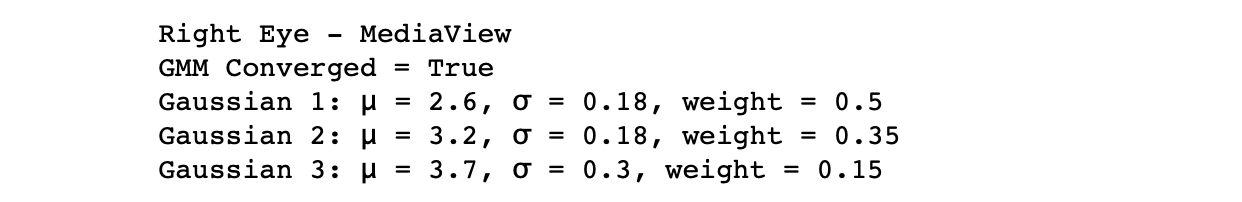 Right Eye – MediaView
GMM Converged = True
Gaussian 1: μ = 2.6, σ = 0.18, weight = 0.5
Gaussian 2: μ = 3.2, σ = 0.18, weight = 0.35
Gaussian 3: μ = 3.7, σ = 0.3, weight = 0.15